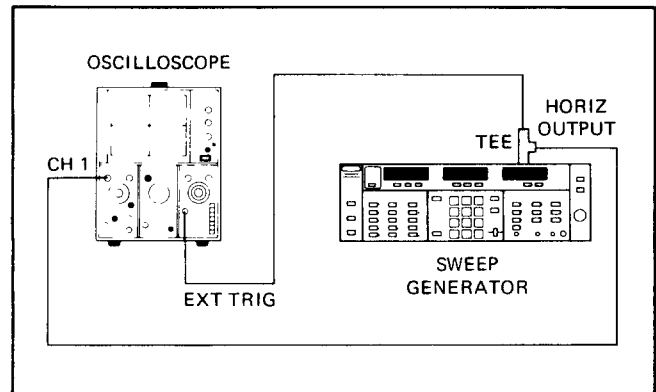 OSCILLOSCOPE
HORIZ
OUTPUT
TEE
CH 1
SWEEP
GENERATOR
EXT TRIG